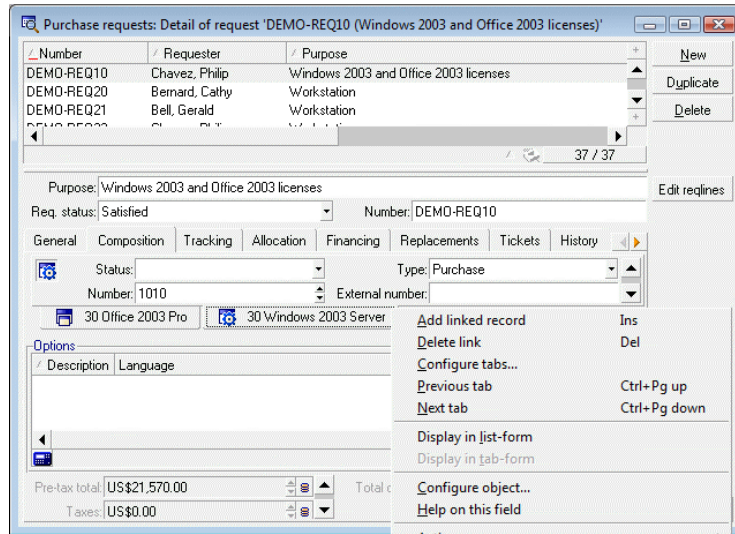 Purchase requests: Detail of request 'DEMO-REQ10 (Windows 2003 and Office 2003 licenses)'
Number Requester Purpose
New
DEMO-REQ10 Chavez, Philip Windows 2003 and Office 2003 licenses
DEMO-REQ20 Bernard, Cathy Workstation
Duplicate
DEMO-REQ21 Bell, Gerald Workstation
Delete
37 / 37
Purpose: Windows 2003 and Office 2003 licenses
Edit reqlines
Req. status: Satisfied Number: DEMO-REQ10
General Composition Tracking Allocation Financing Replacements Tickets History
Status: Type: Purchase
Number: 1010 External number:
30 Office 2003 Pro 30 Windows 2003 Server
Add linked record Ins
Delete link Del
Options
Configure tabs...
Description Language
Previous tab Ctrl+Pg up
Next tab Ctrl+Pg down
Display in list-form
Display in tab-form
Pre-tax total: US$21,570.00 Total
Configure object...
Taxes: US$0.00
Help on this field